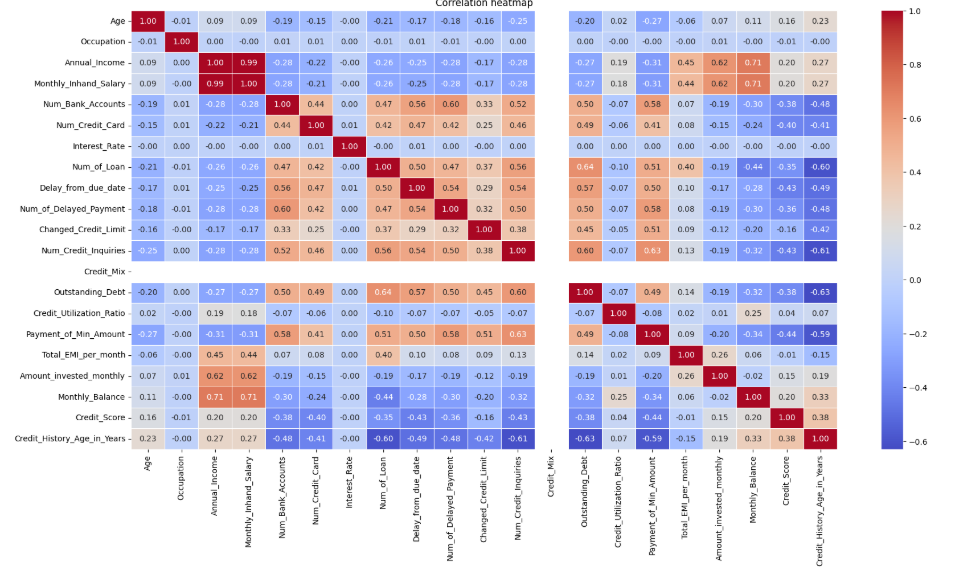 Correlation heatmap
Age 1.00 -0.01 0.09 0.09 -0.19 -0.15 -0.00 -0.21 -0.17 -0.18 -0.16 -0.25 -0.20 0.02 -0.27 -0.06 0.07 0.11 0.16 0.23
Occupation -0.01 1.00 0.00 -0.00 0.01 0.01 0.01 -0.01 0.01 -0.01 0.01 -0.00 0.00 -0.00 -0.00 -0.00 0.01 -0.00 -0.01 -0.00
Annual_Income 0.09 0.00 1.00 0.99 -0.28 -0.22 -0.00 -0.26 -0.25 -0.28 -0.17 -0.28 -0.27 0.19 -0.31 0.45 0.62 0.71 0.20 0.27
Monthly_Inhand_Salary 0.09 -0.00 0.99 1.00 -0.28 -0.21 -0.00 -0.26 -0.25 -0.28 -0.17 -0.28 -0.27 0.18 -0.31 0.44 0.62 0.71 0.20 0.27
Num_Bank_Accounts -0.19 0.01 -0.28 -0.28 1.00 0.44 0.00 0.47 0.56 0.60 0.33 0.52 0.50 -0.07 0.58 0.07 -0.19 -0.30 -0.38 -0.48
Num_Credit_Card -0.15 0.01 -0.22 -0.21 0.44 1.00 0.01 0.42 0.47 0.42 0.25 0.46 0.49 -0.06 0.41 0.08 -0.15 -0.24 -0.40 -0.41
Interest_Rate -0.00 0.01 -0.00 -0.00 0.00 0.01 1.00 -0.00 0.01 0.00 0.00 0.00 0.00 0.00 0.00 0.00 -0.00 -0.00 -0.00 -0.00
Num_of_Loan -0.21 -0.01 -0.26 -0.26 0.47 0.42 -0.00 1.00 0.50 0.47 0.37 0.56 0.64 -0.10 0.51 0.40 -0.19 -0.44 -0.35 -0.60
Delay_from_due_date -0.17 0.01 -0.25 -0.25 0.56 0.47 0.01 0.50 1.00 0.54 0.29 0.54 0.57 -0.07 0.50 0.10 -0.17 -0.28 -0.43 -0.49
Num_of_Delayed_Payment -0.18 -0.01 -0.28 -0.28 0.60 0.42 0.00 0.47 0.54 1.00 0.32 0.50 0.50 -0.07 0.58 0.08 -0.19 -0.30 -0.36 -0.48
Changed_Credit_Limit -0.16 0.01 -0.17 -0.17 0.33 0.25 0.00 0.37 0.29 0.32 1.00 0.38 0.45 -0.05 0.51 0.09 -0.12 -0.20 -0.16 -0.42
Num_Credit_Inquiries -0.25 -0.00 -0.28 -0.28 0.52 0.46 0.00 0.56 0.54 0.50 0.38 1.00 0.60 -0.07 0.63 0.13 -0.19 -0.32 -0.43 -0.61
Credit_Mix
Outstanding_Debt -0.20 0.00 -0.27 -0.27 0.50 0.49 0.00 0.64 0.57 0.50 0.45 0.60 1.00 -0.07 0.49 0.14 -0.19 -0.32 -0.38 -0.63
Credit_Utilization_Ratio 0.02 -0.00 0.19 0.18 -0.07 -0.06 0.00 -0.10 -0.07 -0.07 -0.05 -0.07 -0.07 1.00 -0.08 0.02 0.01 0.25 0.04 0.07
Payment_of_Min_Amount -0.27 -0.00 -0.31 -0.31 0.58 0.41 0.00 0.51 0.50 0.58 0.51 0.63 0.49 -0.08 1.00 0.09 -0.20 -0.34 -0.44 -0.59
Total_EMI_per_month -0.06 -0.00 0.45 0.44 0.07 0.08 0.00 0.40 0.10 0.08 0.09 0.13 0.14 0.02 0.09 1.00 0.26 0.06 -0.01 -0.15
Amount_invested_monthly 0.07 0.01 0.62 0.62 -0.19 -0.15 -0.00 -0.19 -0.17 -0.19 -0.12 -0.19 -0.19 0.01 -0.20 0.26 1.00 -0.02 0.15 0.19
Monthly_Balance 0.11 -0.00 0.71 0.71 -0.30 -0.24 -0.00 -0.44 -0.28 -0.30 -0.20 -0.32 -0.32 0.25 -0.34 0.06 -0.02 1.00 0.20 0.33
Credit_Score 0.16 -0.01 0.20 0.20 -0.38 -0.40 -0.00 -0.35 -0.43 -0.36 -0.16 -0.43 -0.38 0.04 -0.44 -0.01 0.15 0.20 1.00 0.38
Credit_History_Age_in_Years 0.23 -0.00 0.27 0.27 -0.48 -0.41 -0.00 -0.60 -0.49 -0.48 -0.42 -0.61 -0.63 0.07 -0.59 -0.15 0.19 0.33 0.38 1.00
Age
Occupation
Annual_Income
Monthly_Inhand_Salary
Num_Bank_Accounts
Num_Credit_Card
Interest_Rate
Num_of_Loan
Delay_from_due_date
Num_of_Delayed_Payment
Changed_Credit_Limit
Num_Credit_Inquiries
Credit_Mix
Outstanding_Debt
Credit_Utilization_Ratio
Payment_of_Min_Amount
Total_EMI_per_month
Amount_invested_monthly
Monthly_Balance
Credit_Score
Credit_History_Age_in_Years
1.0
0.8
0.6
0.4
0.2
0.0
−0.2
−0.4
−0.6